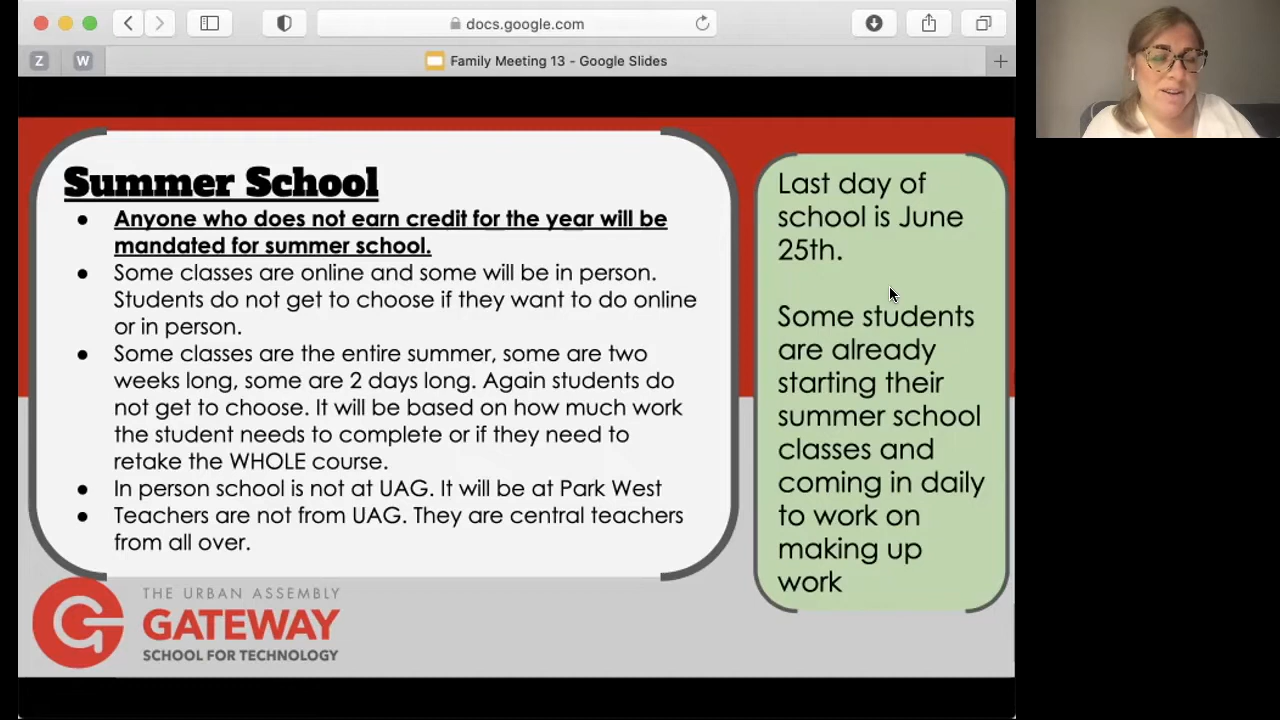 docs.google.com
Z
W
Family Meeting 13 - Google Slides
Summer School
● Anyone who does not earn credit for the year will be
mandated for summer school.
● Some classes are online and some will be in person.
Students do not get to choose if they want to do online
or in person.
● Some classes are the entire summer, some are two
weeks long, some are 2 days long. Again students do
not get to choose. It will be based on how much work
the student needs to complete or if they need to
retake the WHOLE course.
● In person school is not at UAG. It will be at Park West
● Teachers are not from UAG. They are central teachers
from all over.
Last day of
school is June
25th.
Some students
are already
starting their
summer school
classes and
coming in daily
to work on
making up
work
THE URBAN ASSEMBLY
GATEWAY
SCHOOL FOR TECHNOLOGY